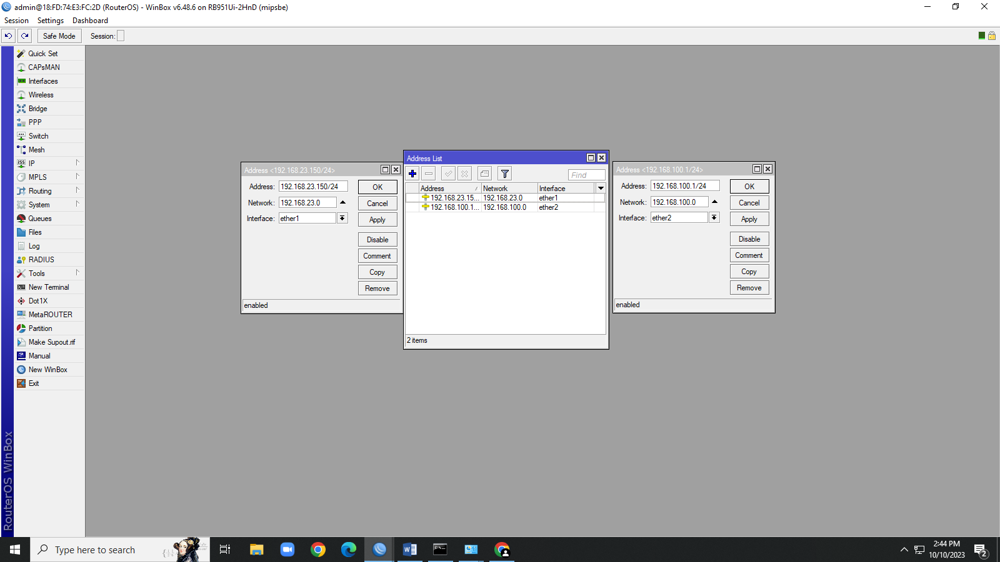 admin@18:FD:74:E3:FC:2D (RouterOS) - WinBox v6.48.6 on RB951Ui-2HnD (mipsbe)
Session Settings Dashboard
Safe Mode Session:
Quick Set
CAPsMAN
Interfaces
Wireless
Bridge
PPP
Switch
Mesh
IP
MPLS
Routing
System
Queues
Files
Log
RADIUS
Tools
New Terminal
Dot1X
MetaROUTER
Partition
Make Supout.rif
Manual
New WinBox
Exit
RouterOS WinBox
Address <192.168.23.150/24>
Address: 192.168.23.150/24
Network: 192.168.23.0
Interface: ether1
OK
Cancel
Apply
Disable
Comment
Copy
Remove
enabled
Address List
Find
Address Network Interface
192.168.23.15... 192.168.23.0 ether1
192.168.100.1... 192.168.100.0 ether2
2 items
Address <192.168.100.1/24>
Address: 192.168.100.1/24
Network: 192.168.100.0
Interface: ether2
OK
Cancel
Apply
Disable
Comment
Copy
Remove
enabled
Type here to search
2:44 PM
10/10/2023
2